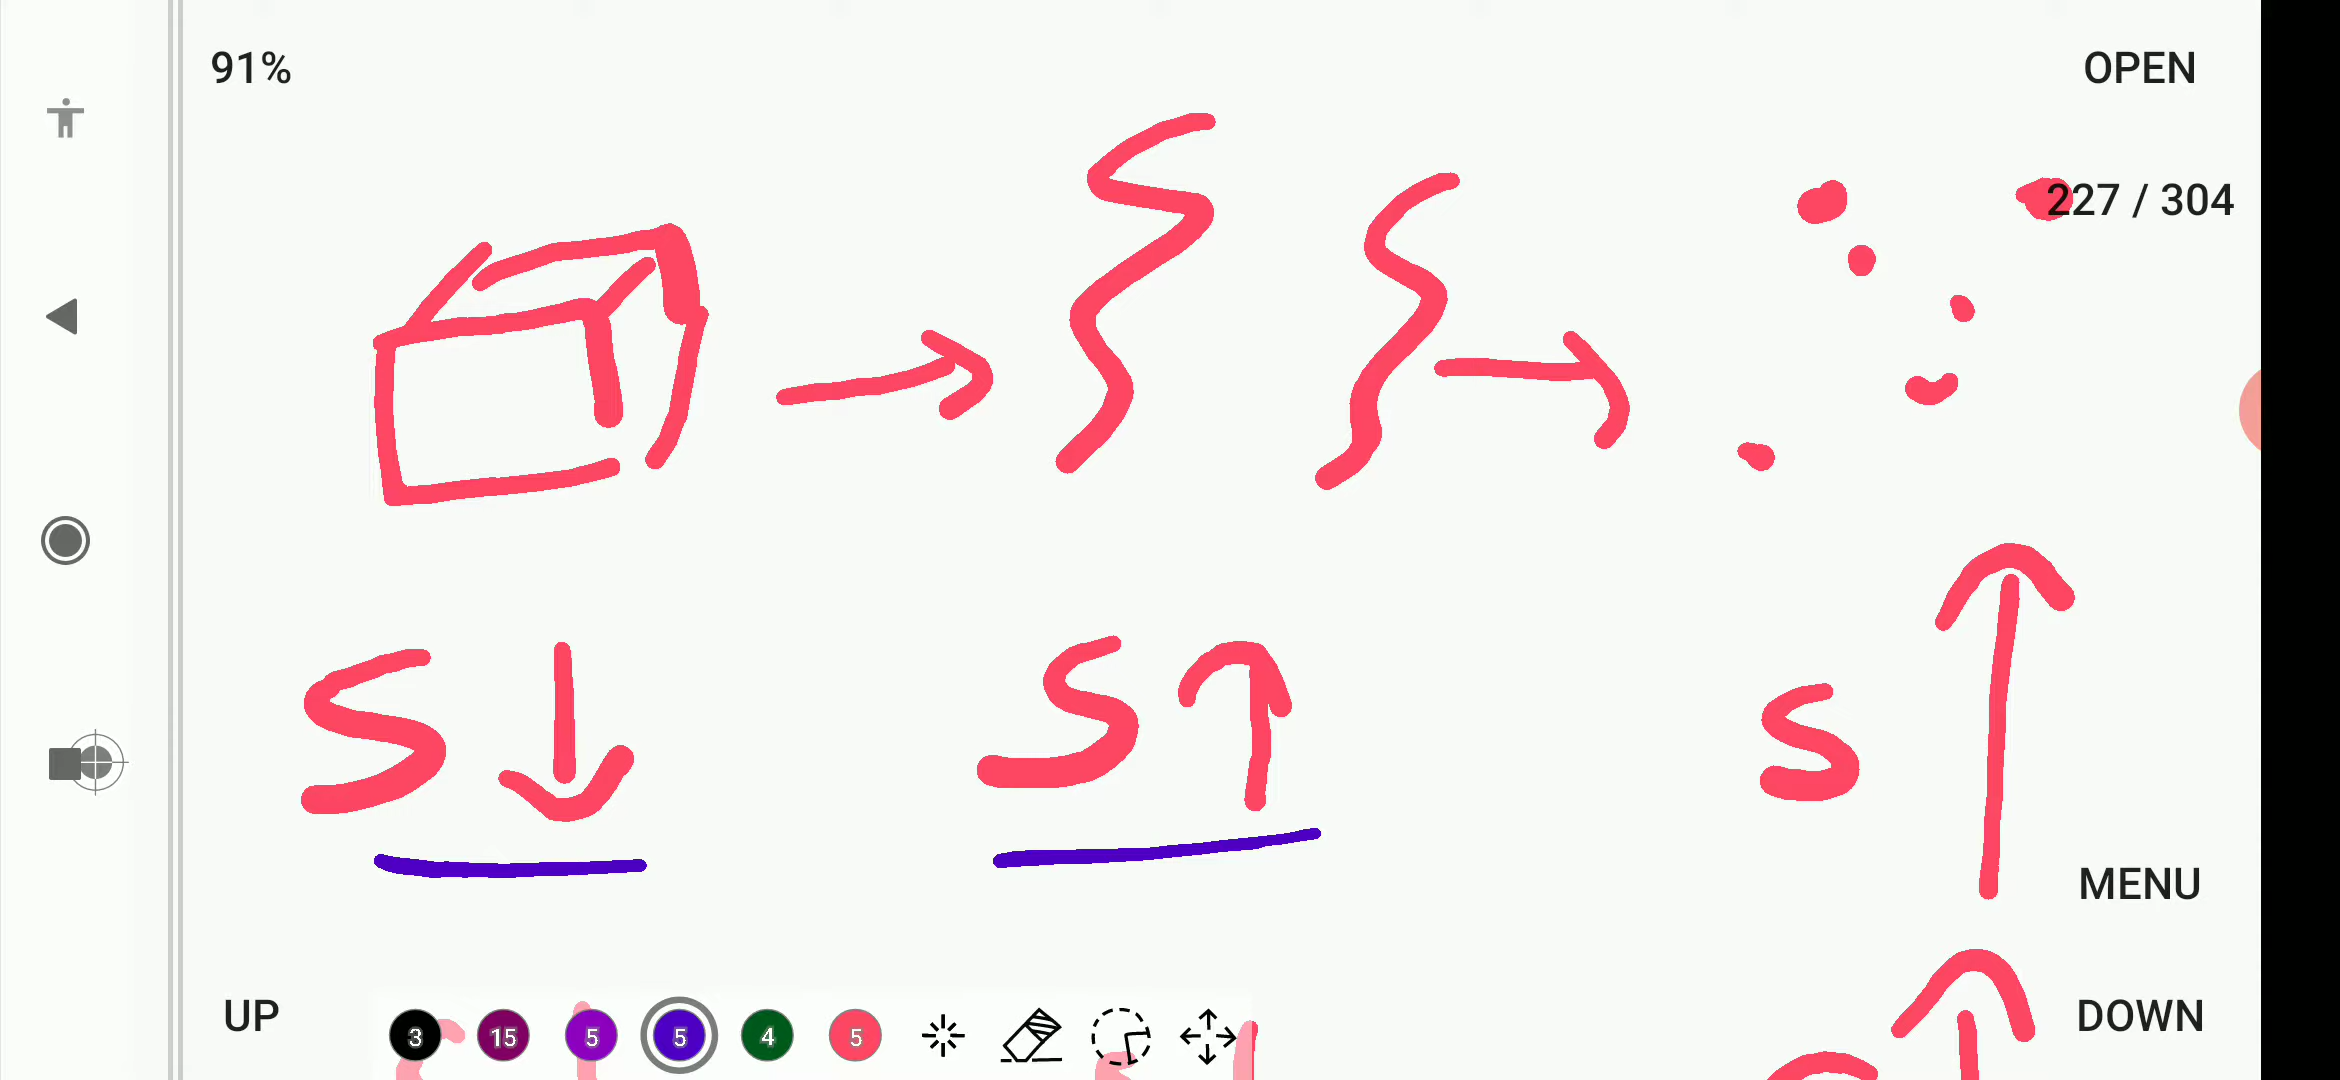 91%
OPEN
227 / 304
S ↓ S ↑ S ↑
MENU
UP
3 15 5 5 4 5
DOWN